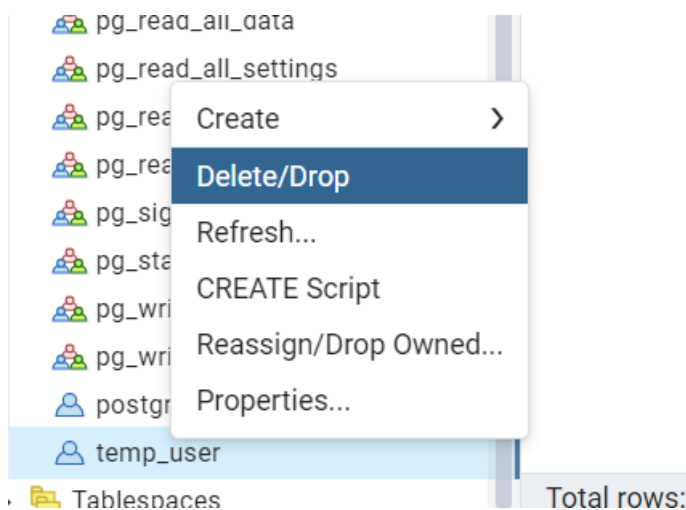 pg_read_all_data
pg_read_all_settings
pg_rea
pg_rea
pg_sig
pg_sta
pg_wri
pg_wri
postgr
temp_user
Tablespaces
Create
Delete/Drop
Refresh...
CREATE Script
Reassign/Drop Owned...
Properties...
Total rows: